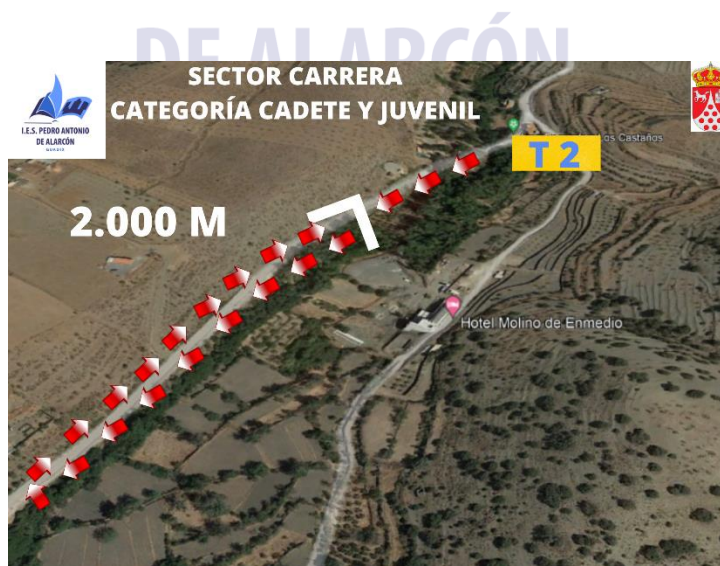 DE ALARCÓN
SECTOR CARRERA
CATEGORÍA CADETE Y JUVENIL
I.E.S. PEDRO ANTONIO
DE ALARCÓN
GUADIX
T 2
os Castaños
2.000 M
Hotel Molino de Enmedio